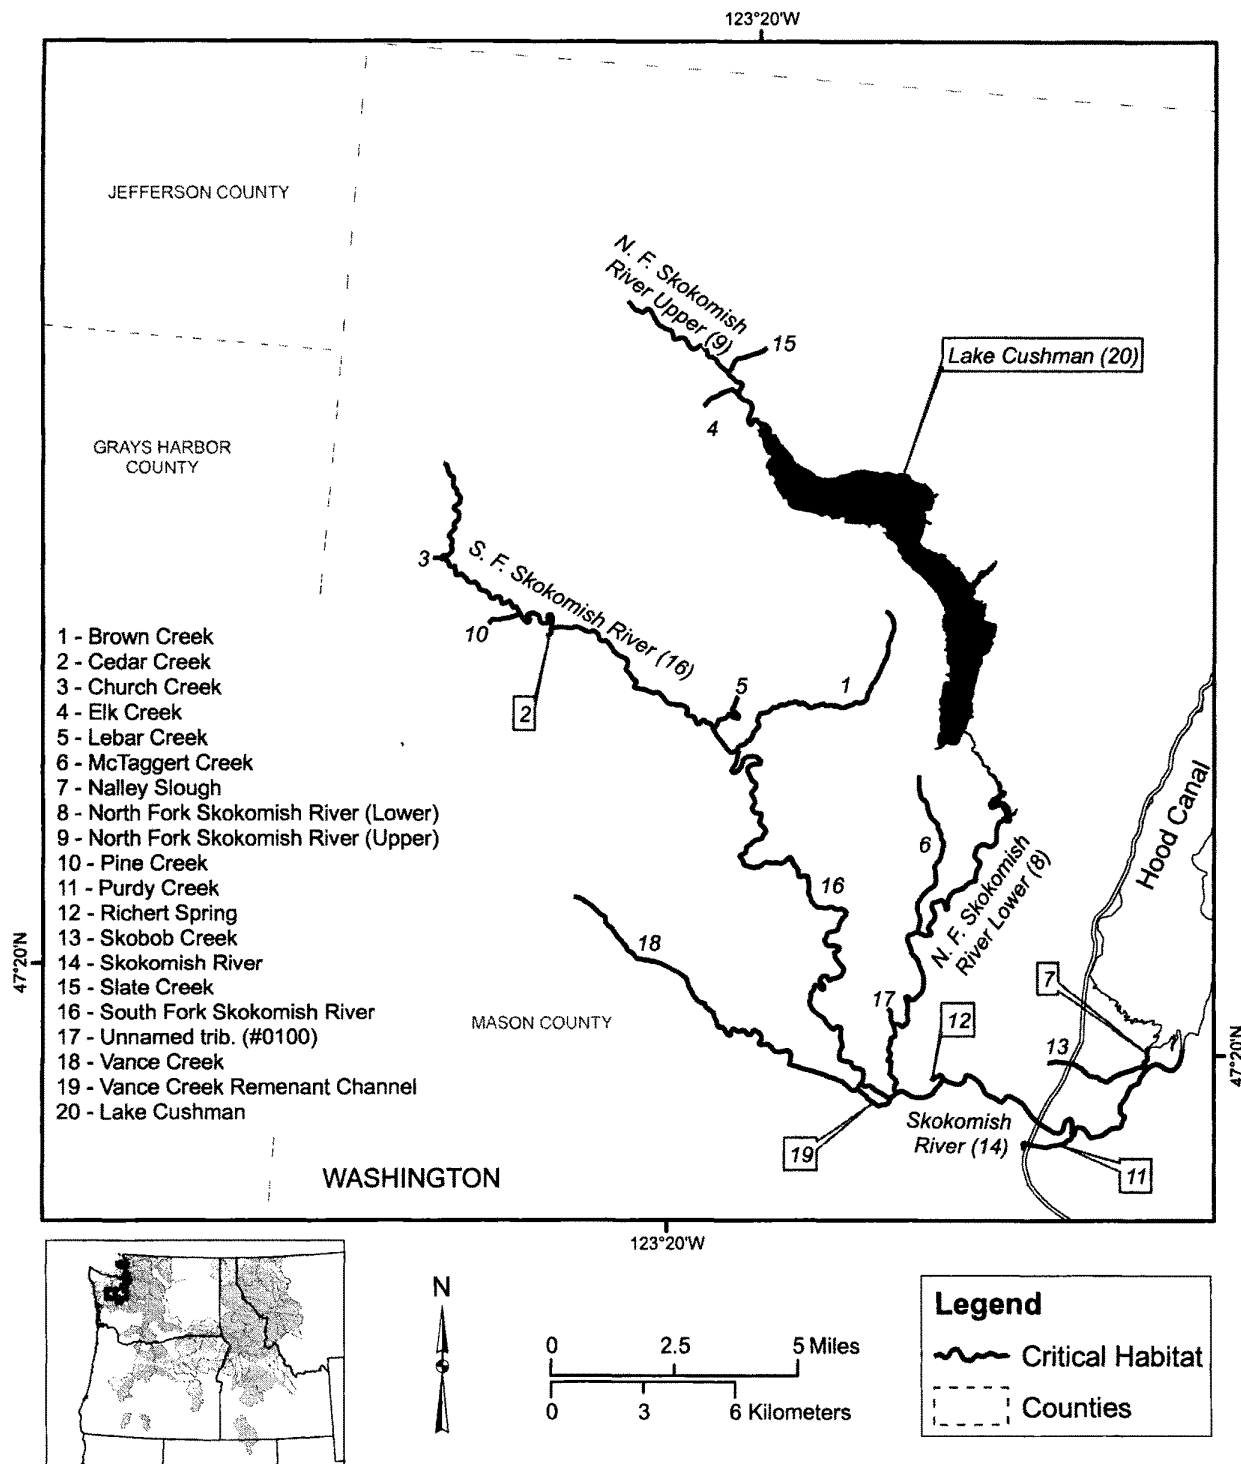 123°20'W
JEFFERSON COUNTY
N. F. Skokomish
River Upper (9)
15
Lake Cushman (20)
4
GRAYS HARBOR
COUNTY
3
S. F. Skokomish River (16)
10
2
5
1
1 - Brown Creek
2 - Cedar Creek
3 - Church Creek
4 - Elk Creek
5 - Lebar Creek
6 - McTaggert Creek
7 - Nalley Slough
8 - North Fork Skokomish River (Lower)
9 - North Fork Skokomish River (Upper)
10 - Pine Creek
11 - Purdy Creek
12 - Richert Spring
13 - Skobob Creek
14 - Skokomish River
15 - Slate Creek
16 - South Fork Skokomish River
17 - Unnamed trib. (#0100)
18 - Vance Creek
19 - Vance Creek Remenant Channel
20 - Lake Cushman
Hood Canal
6
16
N. F. Skokomish
River Lower (8)
18
47°20'N
7
17
12
MASON COUNTY
13
47°20'N
Skokomish
River (14)
19
11
WASHINGTON
123°20'W
N
0 2.5 5 Miles
0 3 6 Kilometers
Legend
Critical Habitat
Counties